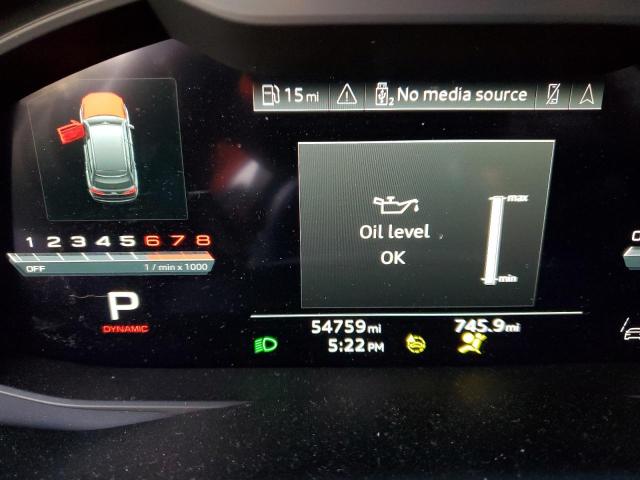 15 mi 2 No media source
max
Oil level
OK
min
1 2 3 4 5 6 7 8
OFF 1 / min x 1000
P
DYNAMIC
54759 mi 745.9 mi
5:22 PM